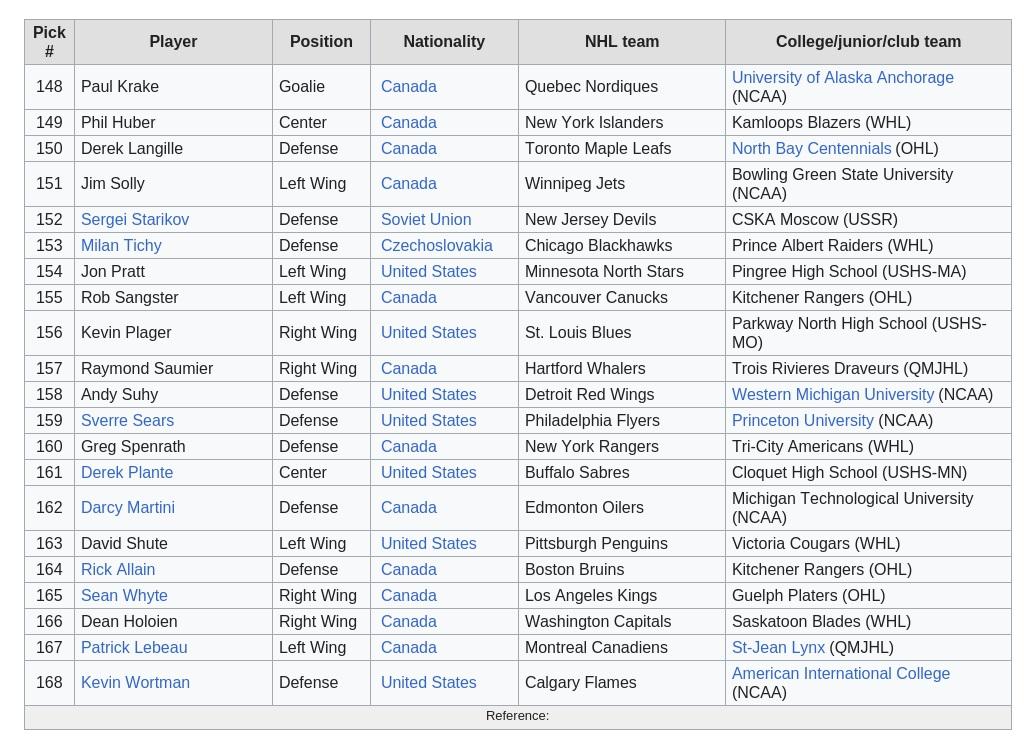 Pick # Player Position Nationality NHL team College/junior/club team
148 Paul Krake Goalie Canada Quebec Nordiques University of Alaska Anchorage (NCAA)
149 Phil Huber Center Canada New York Islanders Kamloops Blazers (WHL)
150 Derek Langille Defense Canada Toronto Maple Leafs North Bay Centennials (OHL)
151 Jim Solly Left Wing Canada Winnipeg Jets Bowling Green State University (NCAA)
152 Sergei Starikov Defense Soviet Union New Jersey Devils CSKA Moscow (USSR)
153 Milan Tichy Defense Czechoslovakia Chicago Blackhawks Prince Albert Raiders (WHL)
154 Jon Pratt Left Wing United States Minnesota North Stars Pingree High School (USHS-MA)
155 Rob Sangster Left Wing Canada Vancouver Canucks Kitchener Rangers (OHL)
156 Kevin Plager Right Wing United States St. Louis Blues Parkway North High School (USHS-MO)
157 Raymond Saumier Right Wing Canada Hartford Whalers Trois Rivieres Draveurs (QMJHL)
158 Andy Suhy Defense United States Detroit Red Wings Western Michigan University (NCAA)
159 Sverre Sears Defense United States Philadelphia Flyers Princeton University (NCAA)
160 Greg Spenrath Defense Canada New York Rangers Tri-City Americans (WHL)
161 Derek Plante Center United States Buffalo Sabres Cloquet High School (USHS-MN)
162 Darcy Martini Defense Canada Edmonton Oilers Michigan Technological University (NCAA)
163 David Shute Left Wing United States Pittsburgh Penguins Victoria Cougars (WHL)
164 Rick Allain Defense Canada Boston Bruins Kitchener Rangers (OHL)
165 Sean Whyte Right Wing Canada Los Angeles Kings Guelph Platers (OHL)
166 Dean Holoien Right Wing Canada Washington Capitals Saskatoon Blades (WHL)
167 Patrick Lebeau Left Wing Canada Montreal Canadiens St-Jean Lynx (QMJHL)
168 Kevin Wortman Defense United States Calgary Flames American International College (NCAA)
Reference: